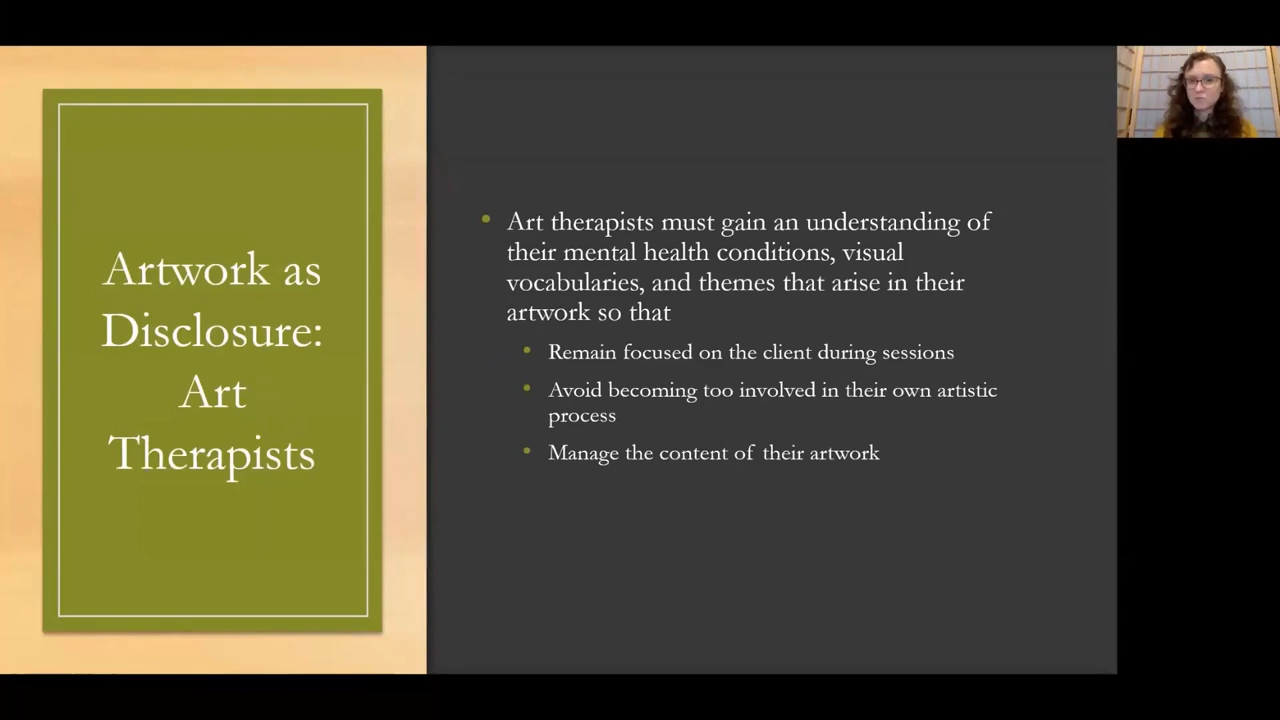 Artwork as
Disclosure:
Art
Therapists
Art therapists must gain an understanding of
their mental health conditions, visual
vocabularies, and themes that arise in their
artwork so that
Remain focused on the client during sessions
Avoid becoming too involved in their own artistic
process
Manage the content of their artwork